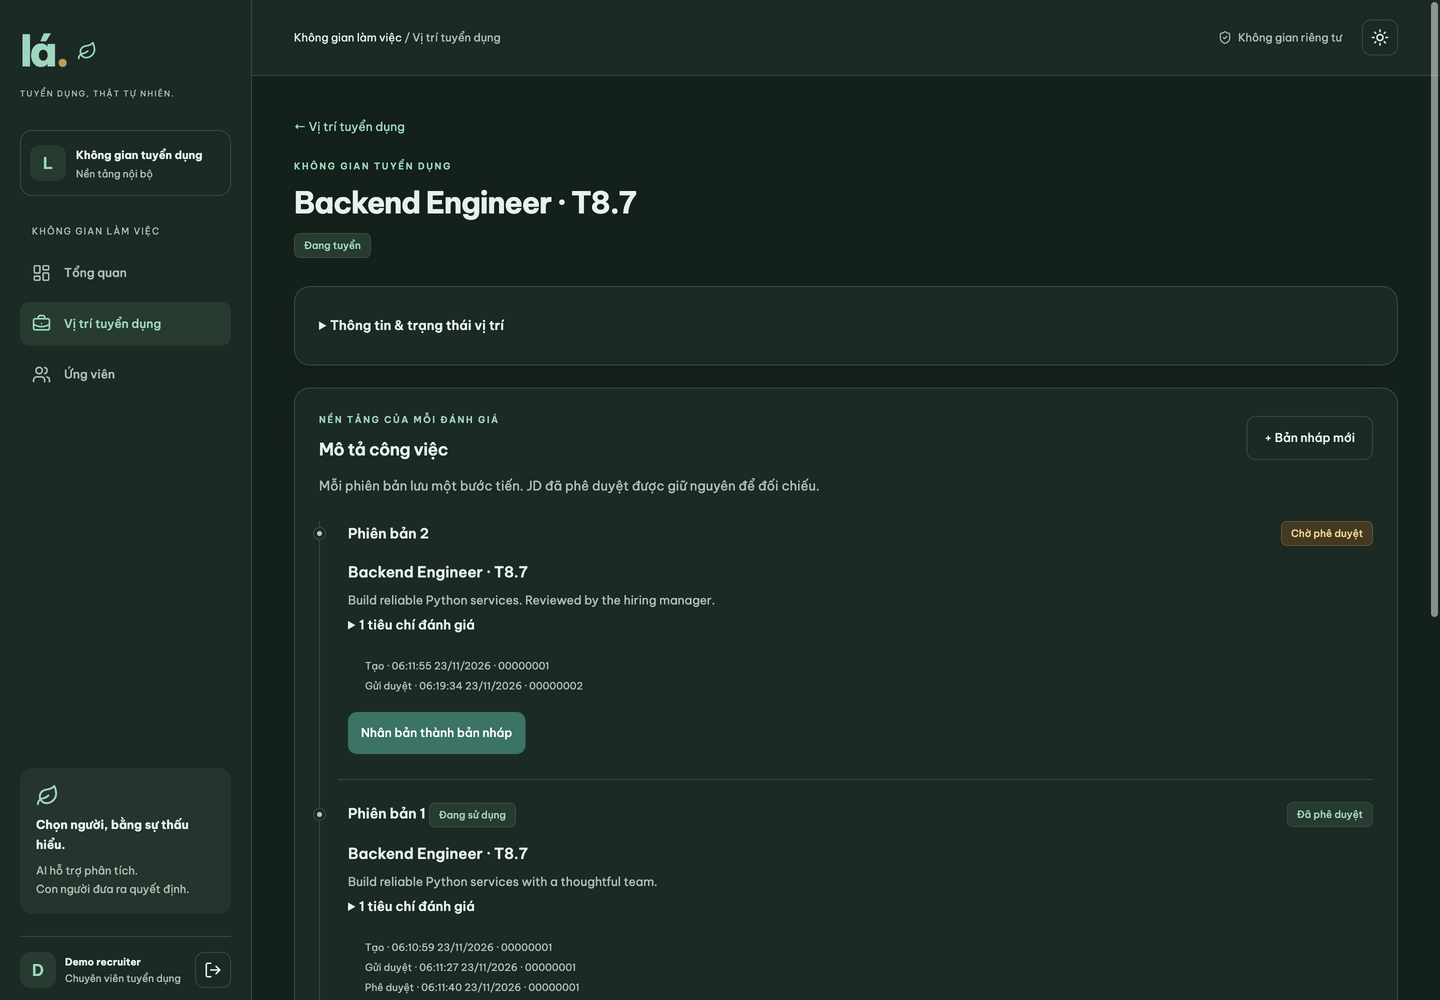 lá.
TUYỂN DỤNG, THẬT TỰ NHIÊN.
L
Không gian tuyển dụng
Nền tảng nội bộ
KHÔNG GIAN LÀM VIỆC
Tổng quan
Vị trí tuyển dụng
Ứng viên
Chọn người, bằng sự thấu
hiểu.
AI hỗ trợ phân tích.
Con người đưa ra quyết định.
D
Demo recruiter
Chuyên viên tuyển dụng
Không gian làm việc / Vị trí tuyển dụng
Không gian riêng tư
← Vị trí tuyển dụng
KHÔNG GIAN TUYỂN DỤNG
Backend Engineer · T8.7
Đang tuyển
▶ Thông tin & trạng thái vị trí
NỀN TẢNG CỦA MỖI ĐÁNH GIÁ
Mô tả công việc
+ Bản nháp mới
Mỗi phiên bản lưu một bước tiến. JD đã phê duyệt được giữ nguyên để đối chiếu.
Phiên bản 2
Chờ phê duyệt
Backend Engineer · T8.7
Build reliable Python services. Reviewed by the hiring manager.
▶ 1 tiêu chí đánh giá
Tạo · 06:11:55 23/11/2026 · 00000001
Gửi duyệt · 06:19:34 23/11/2026 · 00000002
Nhân bản thành bản nháp
Phiên bản 1 Đang sử dụng
Đã phê duyệt
Backend Engineer · T8.7
Build reliable Python services with a thoughtful team.
▶ 1 tiêu chí đánh giá
Tạo · 06:10:59 23/11/2026 · 00000001
Gửi duyệt · 06:11:27 23/11/2026 · 00000001
Phê duyệt · 06:11:40 23/11/2026 · 00000001